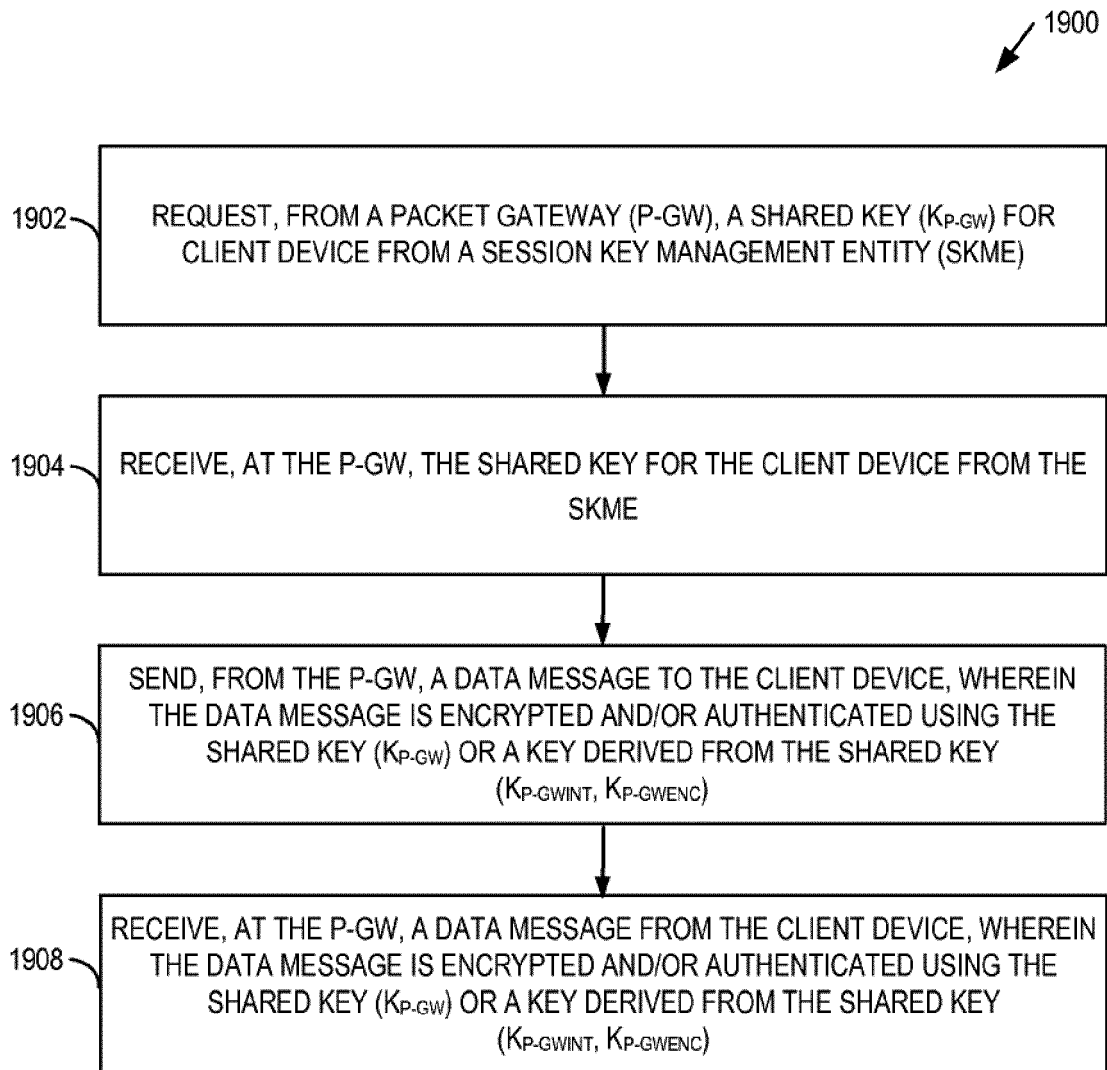 1900
1902
REQUEST, FROM A PACKET GATEWAY (P-GW), A SHARED KEY (KP-GW) FOR
CLIENT DEVICE FROM A SESSION KEY MANAGEMENT ENTITY (SKME)
1904
RECEIVE, AT THE P-GW, THE SHARED KEY FOR THE CLIENT DEVICE FROM THE
SKME
1906
SEND, FROM THE P-GW, A DATA MESSAGE TO THE CLIENT DEVICE, WHEREIN
THE DATA MESSAGE IS ENCRYPTED AND/OR AUTHENTICATED USING THE
SHARED KEY (KP-GW) OR A KEY DERIVED FROM THE SHARED KEY
(KP-GWINT, KP-GWENC)
1908
RECEIVE, AT THE P-GW, A DATA MESSAGE FROM THE CLIENT DEVICE, WHEREIN
THE DATA MESSAGE IS ENCRYPTED AND/OR AUTHENTICATED USING THE
SHARED KEY (KP-GW) OR A KEY DERIVED FROM THE SHARED KEY
(KP-GWINT, KP-GWENC)